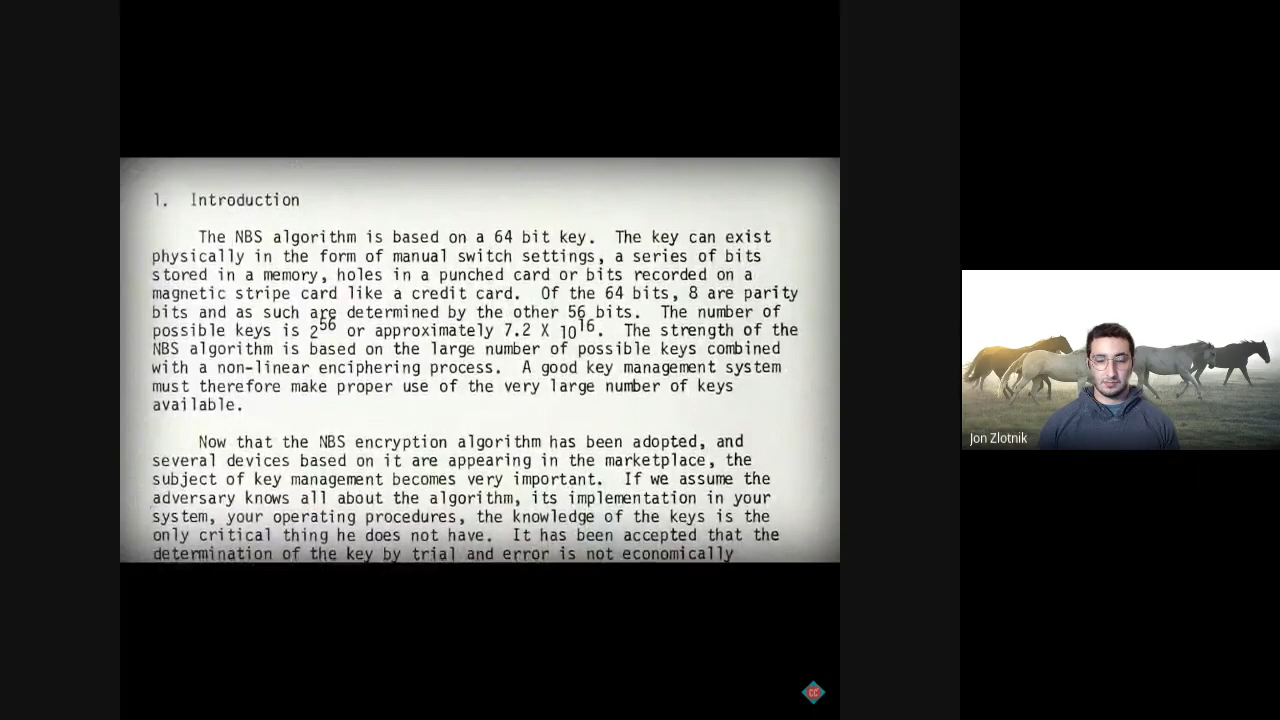 1. Introduction
The NBS algorithm is based on a 64 bit key. The key can exist
physically in the form of manual switch settings, a series of bits
stored in a memory, holes in a punched card or bits recorded on a
magnetic stripe card like a credit card. Of the 64 bits, 8 are parity
bits and as such are determined by the other 56 bits. The number of
possible keys is 2^56 or approximately 7.2 X 10^16. The strength of the
NBS algorithm is based on the large number of possible keys combined
with a non-linear enciphering process. A good key management system
must therefore make proper use of the very large number of keys
available.
Now that the NBS encryption algorithm has been adopted, and
several devices based on it are appearing in the marketplace, the
subject of key management becomes very important. If we assume the
adversary knows all about the algorithm, its implementation in your
system, your operating procedures, the knowledge of the keys is the
only critical thing he does not have. It has been accepted that the
determination of the key by trial and error is not economically
Jon Zlotnik
CC